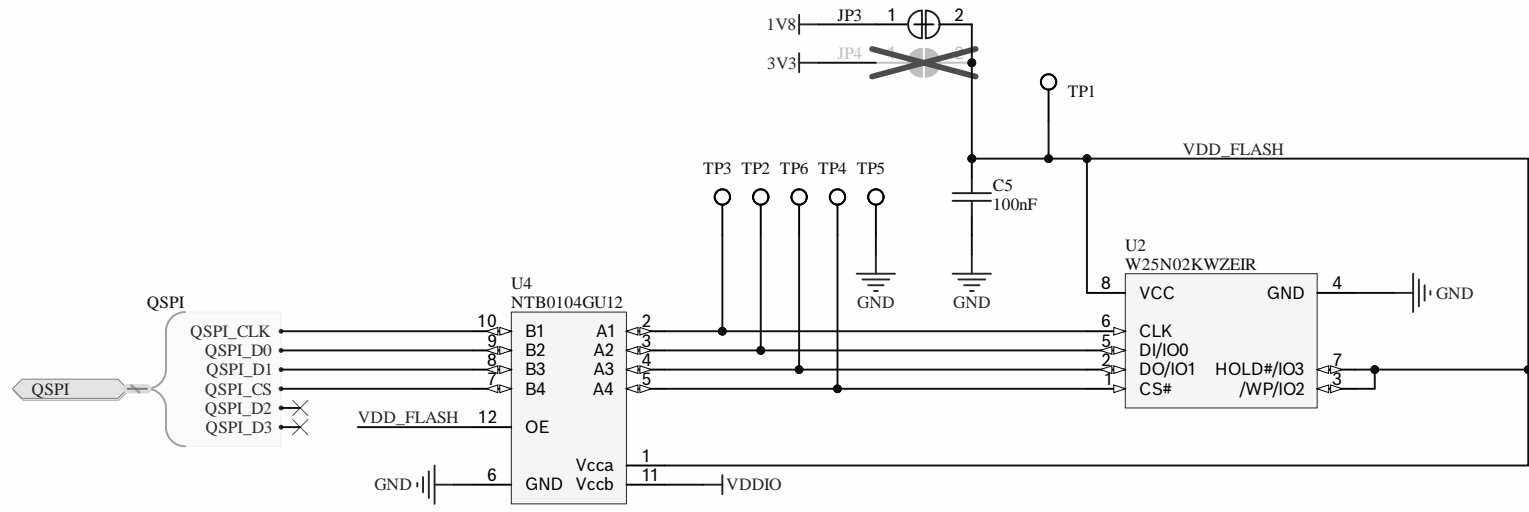 1V8 JP3 1 2
3V3 JP4 1 2
TP1
VDD_FLASH
TP3 TP2 TP6 TP4 TP5
C5
100nF
GND GND
U2
W25N02KWZEIR
8 VCC GND 4 GND
6 CLK
5 DI/IO0
2 DO/IO1 HOLD#/IO3 7
1 CS# /WP/IO2 3
U4
NTB0104GU12
QSPI
QSPI_CLK 10 B1 A1 2
QSPI_D0 9 B2 A2 3
QSPI_D1 8 B3 A3 4
QSPI QSPI_CS 7 B4 A4 5
QSPI_D2
QSPI_D3
VDD_FLASH 12 OE
Vcca 1
GND 6 GND Vccb 11 VDDIO